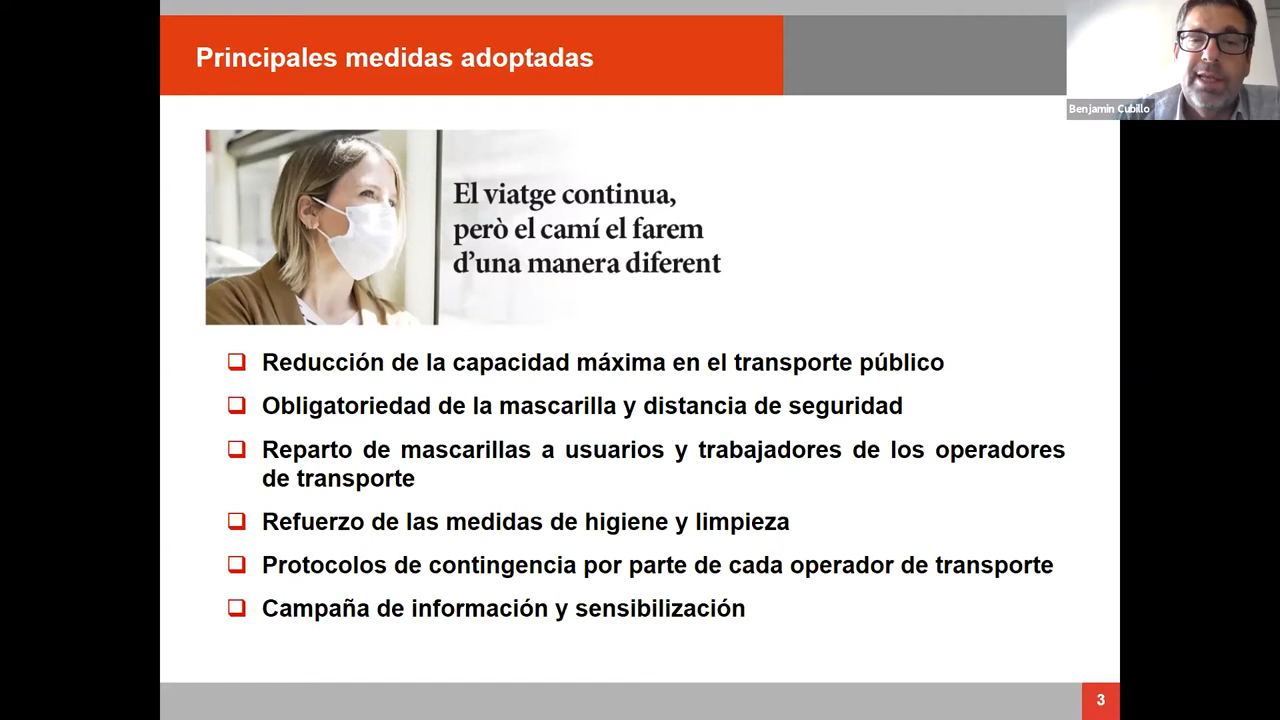 Principales medidas adoptadas
Benjamin Cubillo
El viatge continua,
però el camí el farem
d’una manera diferent
❑ Reducción de la capacidad máxima en el transporte público
❑ Obligatoriedad de la mascarilla y distancia de seguridad
❑ Reparto de mascarillas a usuarios y trabajadores de los operadores
de transporte
❑ Refuerzo de las medidas de higiene y limpieza
❑ Protocolos de contingencia por parte de cada operador de transporte
❑ Campaña de información y sensibilización
3